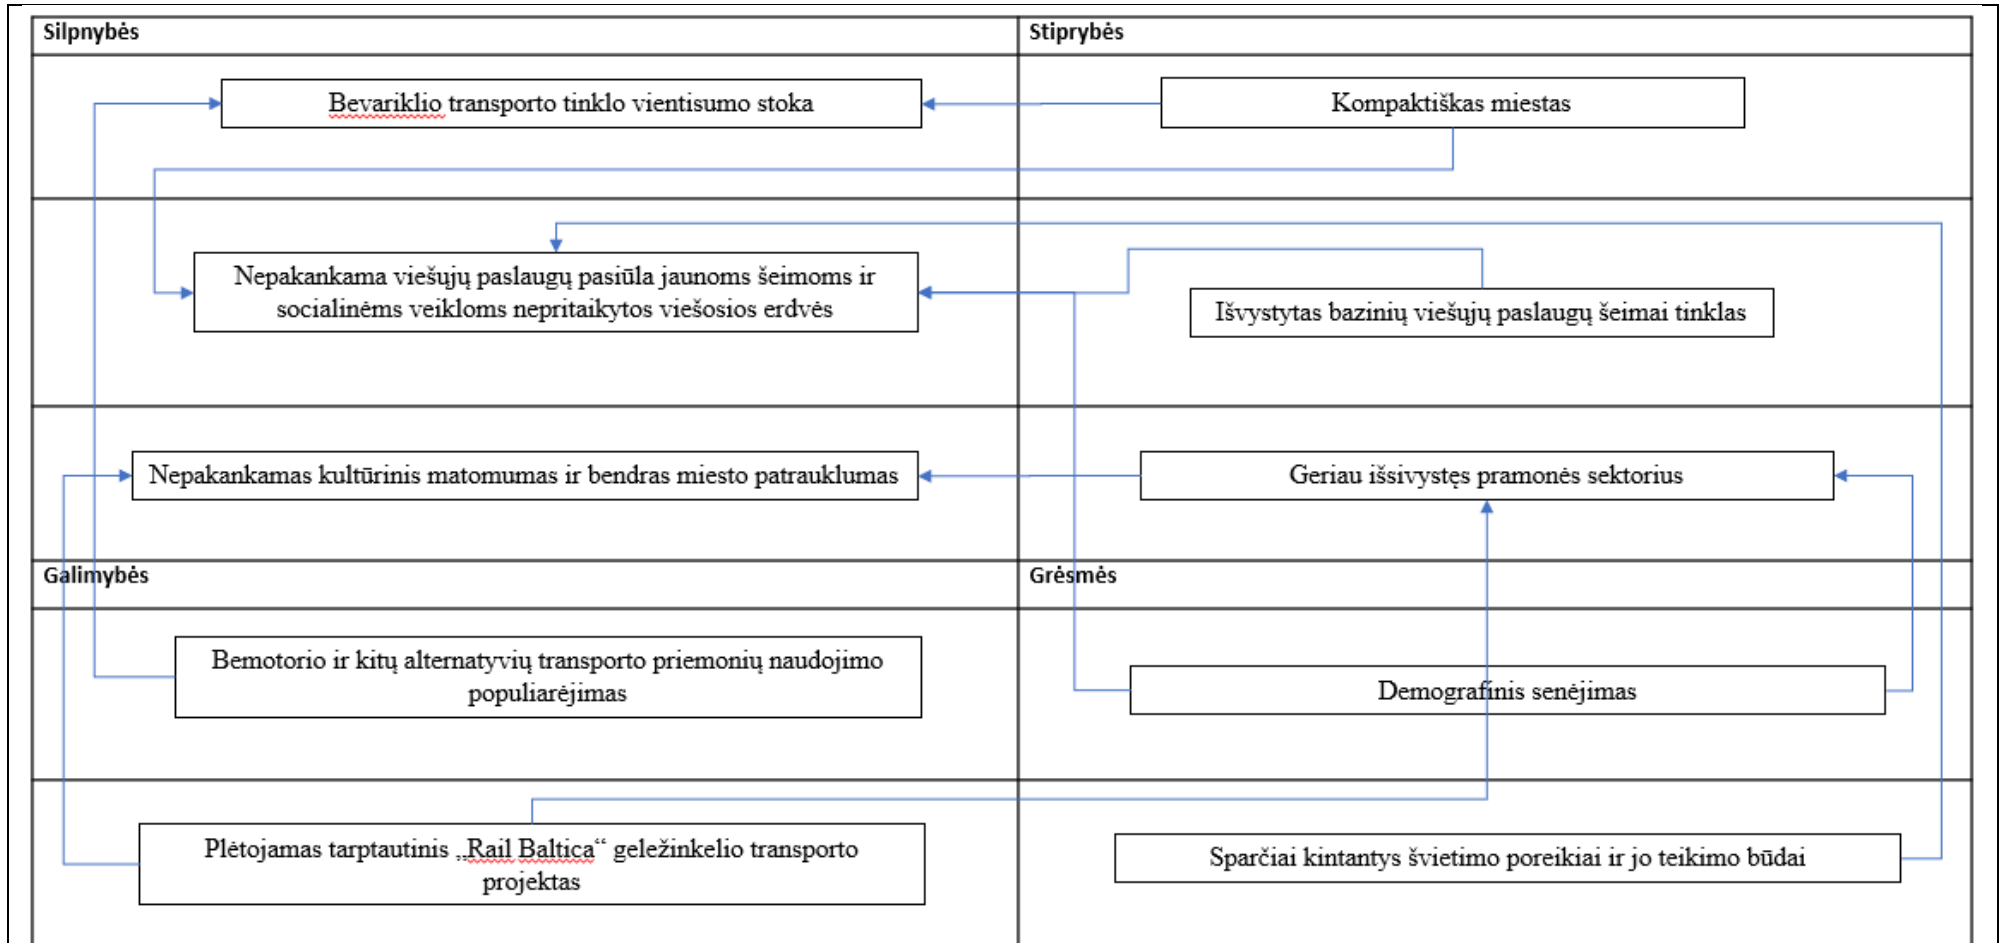 Silpnybės
Stiprybės
Bevariklio transporto tinklo vientisumo stoka
Kompaktiškas miestas
Nepakankama viešųjų paslaugų pasiūla jaunoms šeimoms ir
socialinėms veikloms nepritaikytos viešosios erdvės
Išvystytas bazinių viešųjų paslaugų šeimai tinklas
Nepakankamas kultūrinis matomumas ir bendras miesto patrauklumas
Geriau išsivystęs pramonės sektorius
Galimybės
Grėsmės
Bemotorio ir kitų alternatyvių transporto priemonių naudojimo
populiarėjimas
Demografinis senėjimas
Plėtojamas tarptautinis „Rail Baltica“ geležinkelio transporto
projektas
Sparčiai kintantys švietimo poreikiai ir jo teikimo būdai